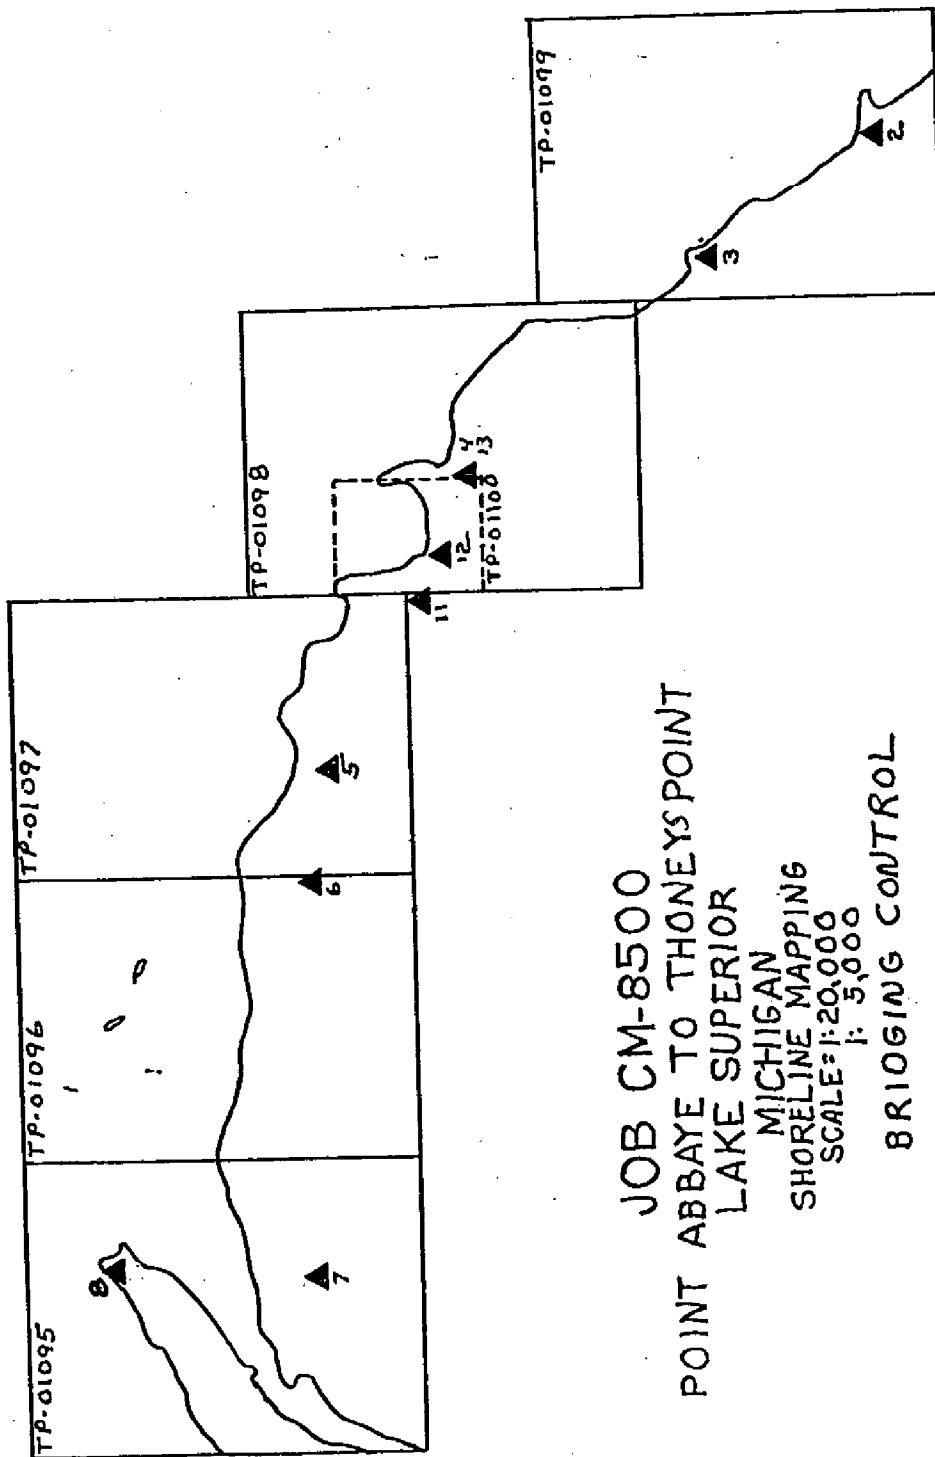 TP-01095
8
7
TP-01096
6
TP-01097
5
11
TP-01098
12
4
13
TP-01100
TP-01099
3
2
JOB CM-8500
POINT ABBAYE TO THONEYS POINT
LAKE SUPERIOR
MICHIGAN
SHORELINE MAPPING
SCALE=1:20,000
1: 5,000
BRIOGING CONTROL